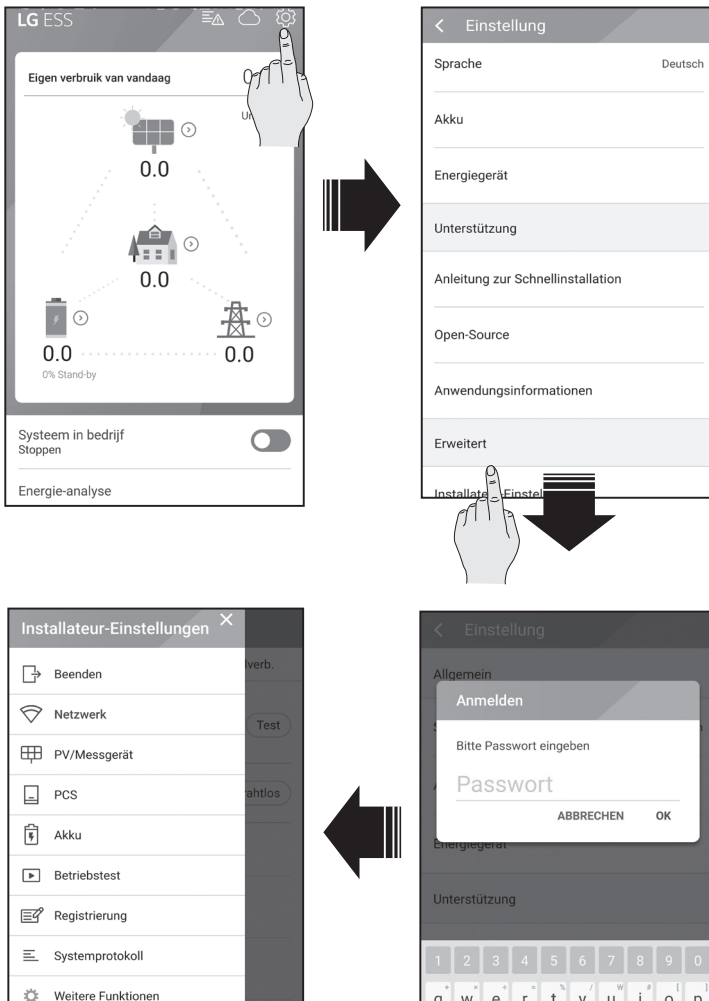 LG ESS
Eigen verbruik van vandaag
0.0
0.0
0.0
0.0
0% Stand-by
Systeem in bedrijf
Stoppen
Energie-analyse
Einstellung
Sprache Deutsch
Akku
Energiegerät
Unterstützung
Anleitung zur Schnellinstallation
Open-Source
Anwendungsinformationen
Erweitert
Einstellung
Allgemein
Anmelden
Bitte Passwort eingeben
Passwort
ABBRECHEN OK
Energiegerät
Unterstützung
1 2 3 4 5 6 7 8 9 0
q w e r t y u i o p
Installateur-Einstellungen
Beenden
Netzwerk
Test
PV/Messgerät
PCS
Akku
Betriebstest
Registrierung
Systemprotokoll
Weitere Funktionen